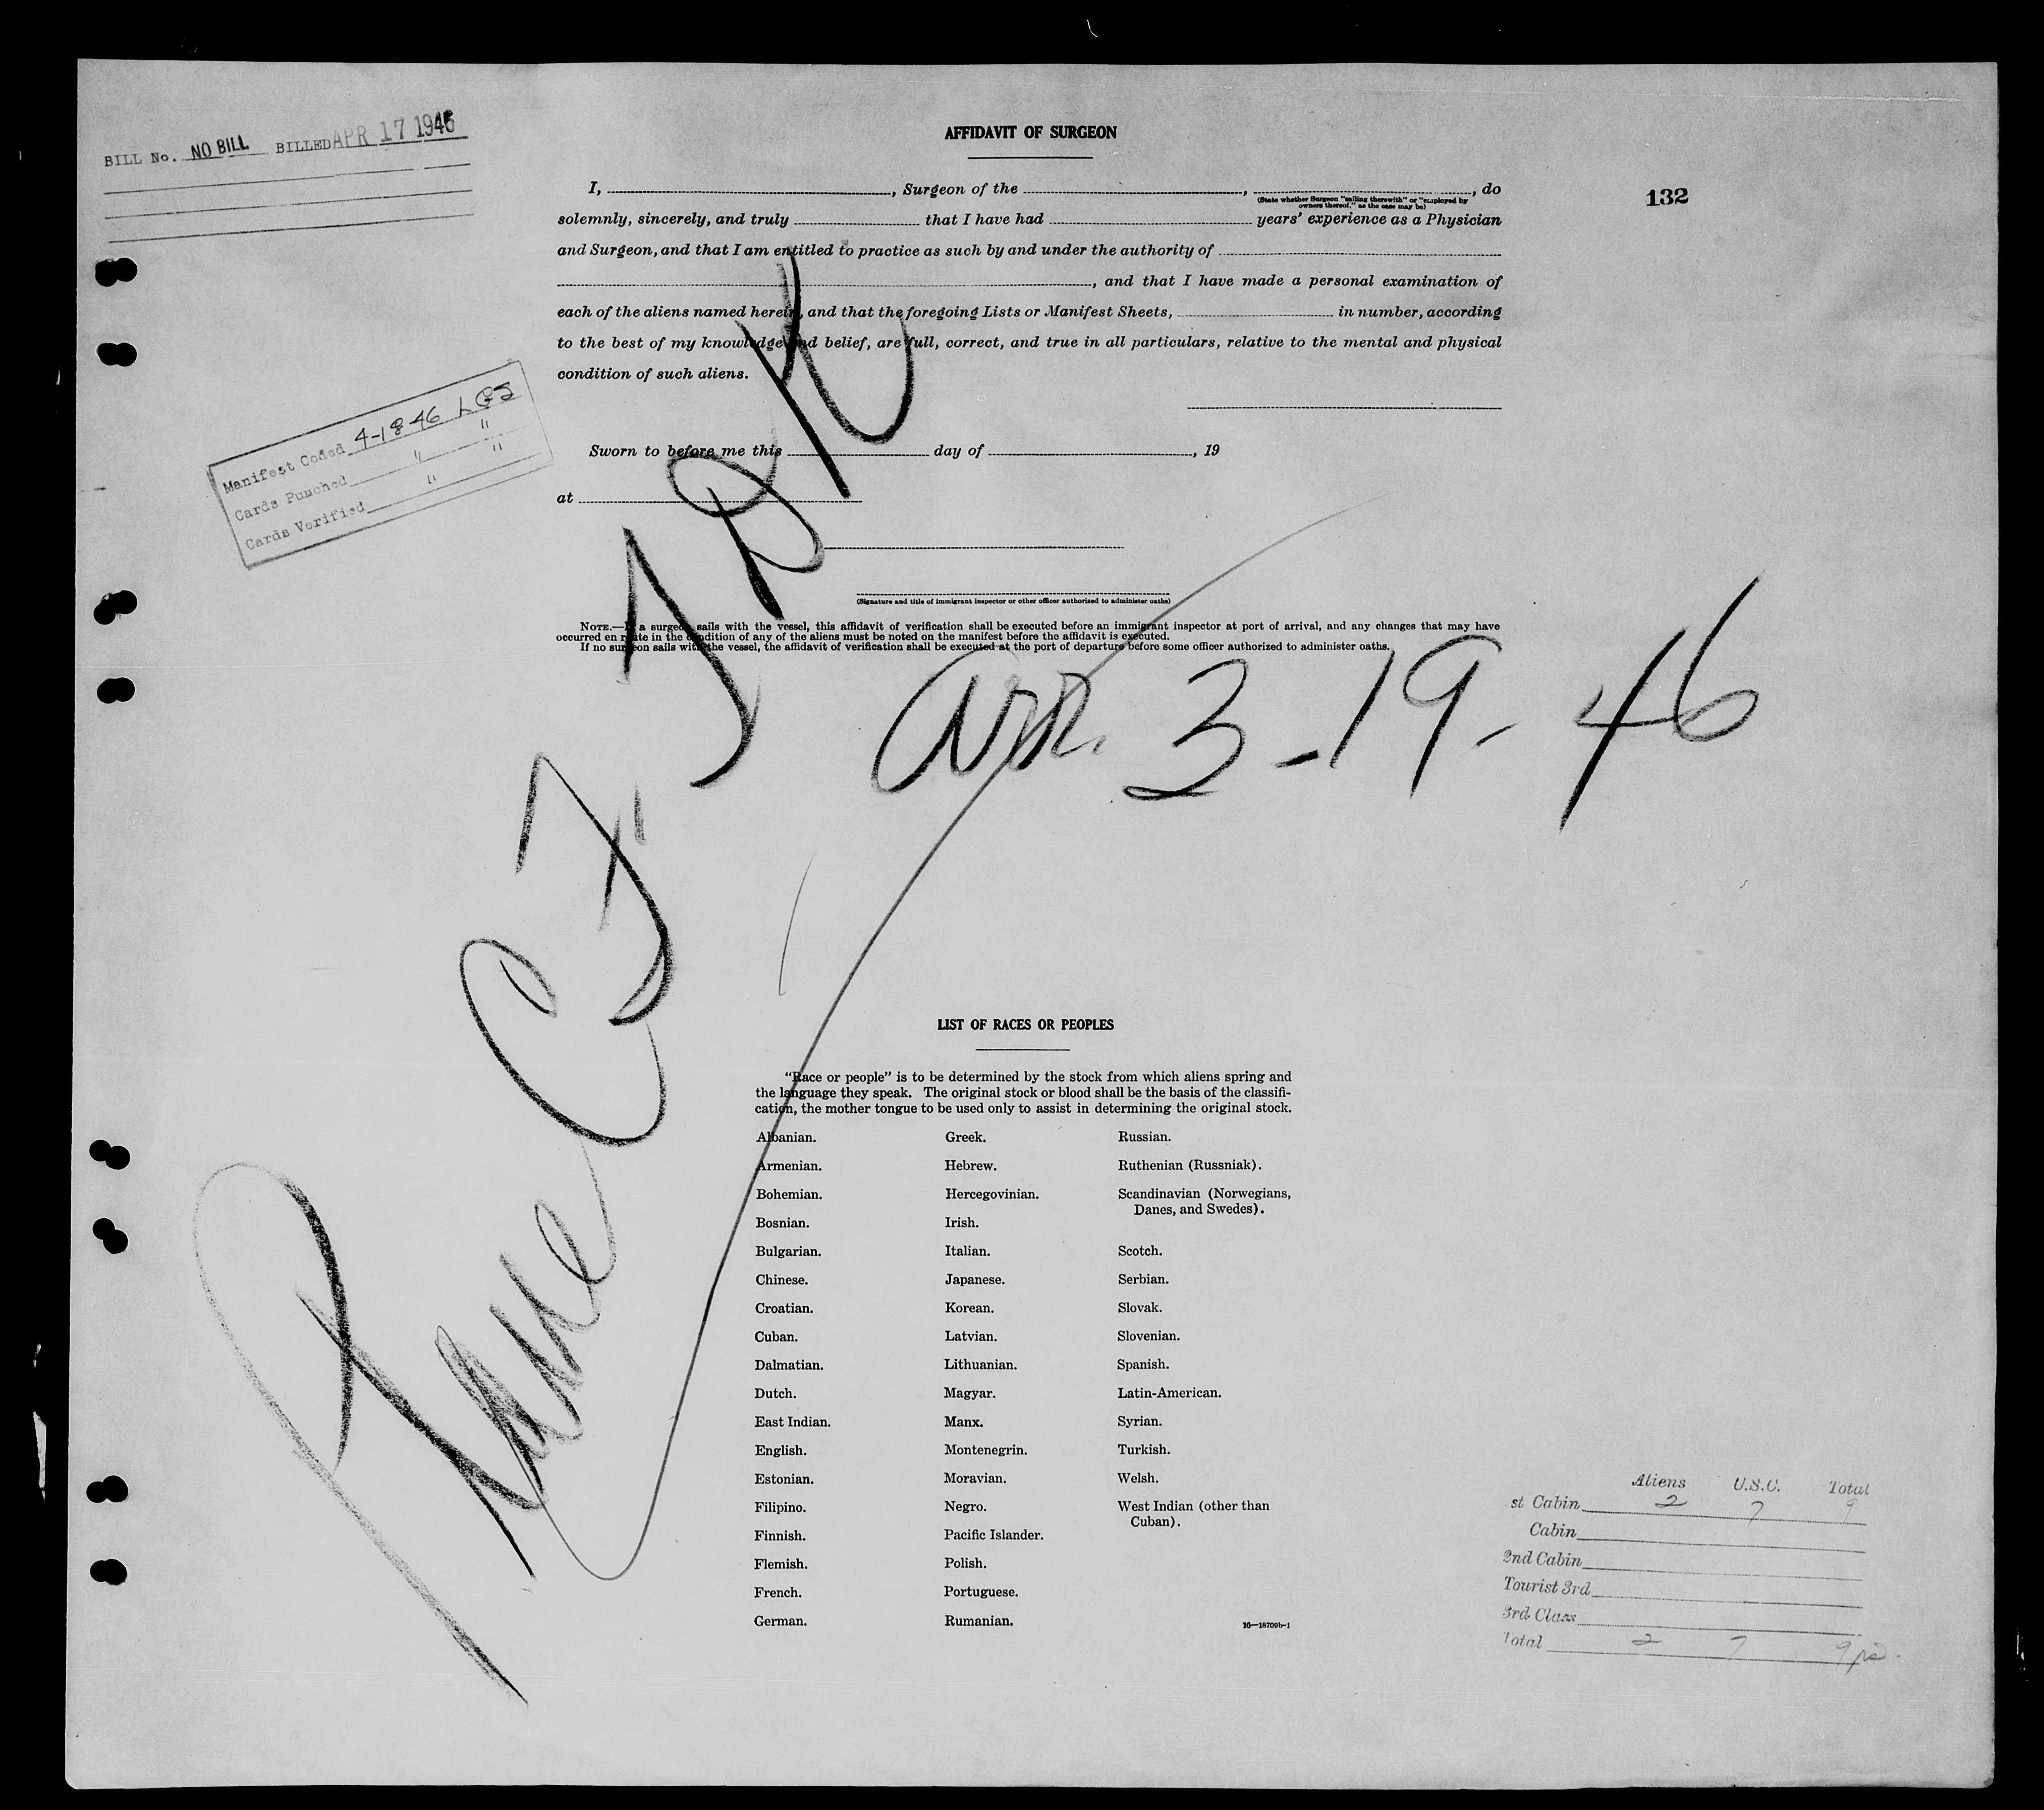 BILL No. NO BILL BILLED APR 17 1946
AFFIDAVIT OF SURGEON
132
I, , Surgeon of the , , do
(State whether Surgeon "sailing therewith" or "employed by
owners thereof," as the case may be)
solemnly, sincerely, and truly that I have had years' experience as a Physician
and Surgeon, and that I am entitled to practice as such by and under the authority of
, and that I have made a personal examination of
each of the aliens named herein, and that the foregoing Lists or Manifest Sheets, in number, according
to the best of my knowledge and belief, are full, correct, and true in all particulars, relative to the mental and physical
condition of such aliens.
Manifest Coded 4-18-46
Cards Punched " "
Cards Verified " "
Sworn to before me this day of , 19
at
(Signature and title of immigrant inspector or other officer authorized to administer oaths)
NOTE.—If a surgeon sails with the vessel, this affidavit of verification shall be executed before an immigrant inspector at port of arrival, and any changes that may have
occurred en route in the condition of any of the aliens must be noted on the manifest before the affidavit is executed.
If no surgeon sails with the vessel, the affidavit of verification shall be executed at the port of departure before some officer authorized to administer oaths.
Arr. 3-19-46
Plane
LIST OF RACES OR PEOPLES
"Race or people" is to be determined by the stock from which aliens spring and
the language they speak. The original stock or blood shall be the basis of the classifi-
cation, the mother tongue to be used only to assist in determining the original stock.
Albanian. Greek. Russian.
Armenian. Hebrew. Ruthenian (Russniak).
Bohemian. Hercegovinian. Scandinavian (Norwegians,
Danes, and Swedes).
Bosnian. Irish.
Bulgarian. Italian. Scotch.
Chinese. Japanese. Serbian.
Croatian. Korean. Slovak.
Cuban. Latvian. Slovenian.
Dalmatian. Lithuanian. Spanish.
Dutch. Magyar. Latin-American.
East Indian. Manx. Syrian.
English. Montenegrin. Turkish.
Estonian. Moravian. Welsh.
Filipino. Negro. West Indian (other than
Cuban).
Finnish. Pacific Islander.
Flemish. Polish.
French. Portuguese.
German. Rumanian.
16—18709b-1
Aliens U.S.C. Total
st Cabin 2 7 9
Cabin
2nd Cabin
Tourist 3rd
3rd Class
Total 2 7 9